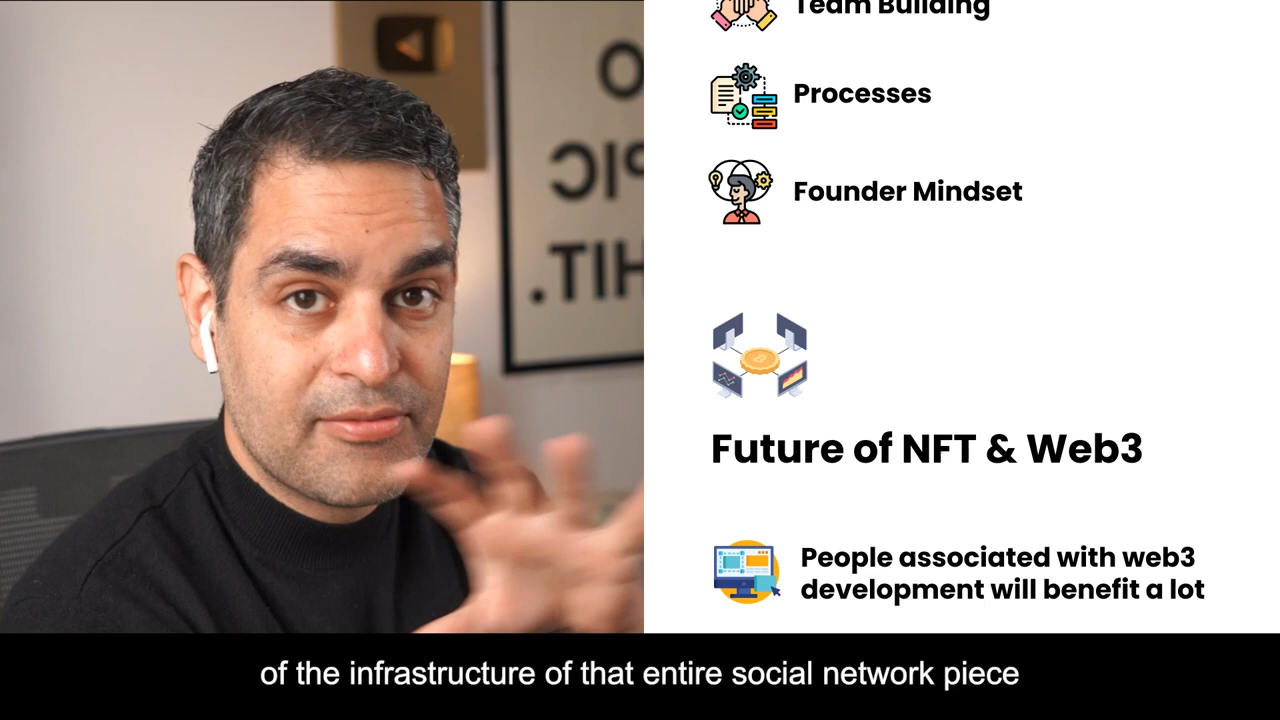 Team Building
Processes
Founder Mindset
Future of NFT & Web3
People associated with web3
development will benefit a lot
of the infrastructure of that entire social network piece